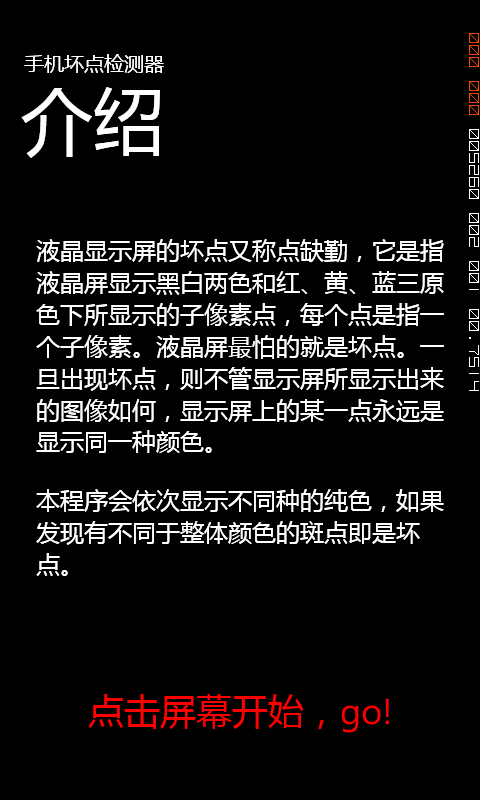 手机坏点检测器
介绍
液晶显示屏的坏点又称点缺勤，它是指
液晶屏显示黑白两色和红、黄、蓝三原
色下所显示的子像素点，每个点是指一
个子像素。液晶屏最怕的就是坏点。一
旦出现坏点，则不管显示屏所显示出来
的图像如何，显示屏上的某一点永远是
显示同一种颜色。
本程序会依次显示不同种的纯色，如果
发现有不同于整体颜色的斑点即是坏
点。
点击屏幕开始，go!
000 000 005260 002 001 00.7514